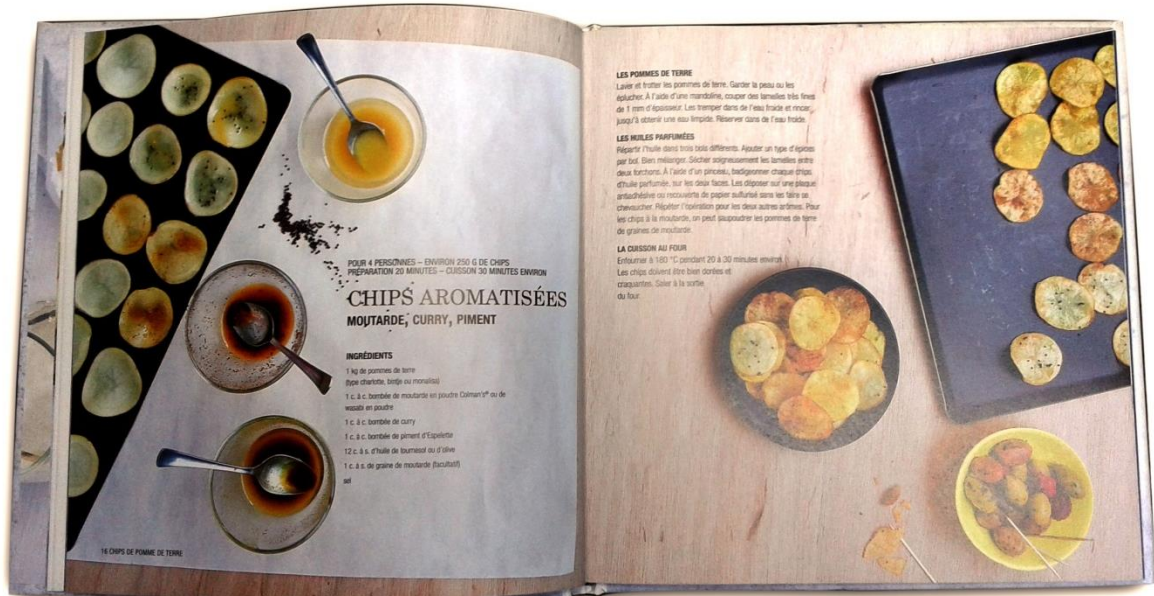 POUR 4 PERSONNES – ENVIRON 250 G DE CHIPS
PRÉPARATION 20 MINUTES – CUISSON 30 MINUTES ENVIRON
CHIPS AROMATISÉES
MOUTARDE, CURRY, PIMENT
INGRÉDIENTS
1 kg de pommes de terre
(type charlotte, bintje ou monalisa)
1 c. à c. bombée de moutarde en poudre Colman's® ou de
wasabi en poudre
1 c. à c. bombée de curry
1 c. à c. bombée de piment d'Espelette
12 c. à s. d'huile de tournesol ou d'olive
1 c. à s. de graine de moutarde (facultatif)
sel
16 CHIPS DE POMME DE TERRE
LES POMMES DE TERRE
Laver et frotter les pommes de terre. Garder la peau ou les
éplucher. À l'aide d'une mandoline, couper des lamelles très fines
de 1 mm d'épaisseur. Les tremper dans de l'eau froide et rincer
jusqu'à obtenir une eau limpide. Réserver dans de l'eau froide.
LES HUILES PARFUMÉES
Répartir l'huile dans trois bols différents. Ajouter un type d'épices
par bol. Bien mélanger. Sécher soigneusement les lamelles entre
deux torchons. À l'aide d'un pinceau, badigeonner chaque chips
d'huile parfumée, sur les deux faces. Les déposer sur une plaque
antiadhésive ou recouverte de papier sulfurisé sans les faire se
chevaucher. Répéter l'opération pour les deux autres arômes. Pour
les chips à la moutarde, on peut saupoudrer les pommes de terre
de graines de moutarde.
LA CUISSON AU FOUR
Enfourner à 180 °C pendant 20 à 30 minutes environ.
Les chips doivent être bien dorées et
craquantes. Saler à la sortie
du four.